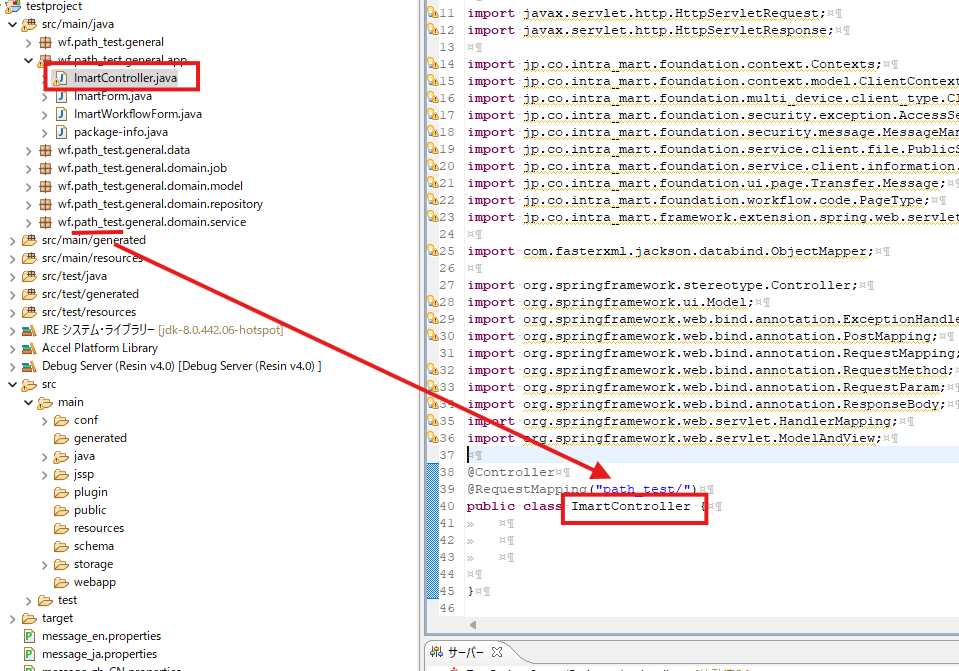 testproject
src/main/java
wf.path_test.general
wf.path_test.general.app
ImartController.java
ImartForm.java
ImartWorkflowForm.java
package-info.java
wf.path_test.general.data
wf.path_test.general.domain.job
wf.path_test.general.domain.model
wf.path_test.general.domain.repository
wf.path_test.general.domain.service
src/main/generated
src/main/resources
src/test/java
src/test/generated
src/test/resources
JRE システム・ライブラリー [jdk-8.0.442.06-hotspot]
Accel Platform Library
Debug Server (Resin v4.0) [Debug Server (Resin v4.0) ]
src
main
conf
generated
java
jssp
plugin
public
resources
schema
storage
webapp
test
target
message_en.properties
message_ja.properties
message_zh_CN.properties
11 import javax.servlet.http.HttpServletRequest;¤¶
12 import javax.servlet.http.HttpServletResponse;¤¶
13 ¤¶
14 import jp.co.intra_mart.foundation.context.Contexts;¤¶
15 import jp.co.intra_mart.foundation.context.model.ClientContext
16 import jp.co.intra_mart.foundation.multi_device.client_type.Cl
17 import jp.co.intra_mart.foundation.security.exception.AccessSe
18 import jp.co.intra_mart.foundation.security.message.MessageMan
19 import jp.co.intra_mart.foundation.service.client.file.PublicS
20 import jp.co.intra_mart.foundation.service.client.information.
21 import jp.co.intra_mart.foundation.ui.page.Transfer.Message;¤¶
22 import jp.co.intra_mart.foundation.workflow.code.PageType;¤¶
23 import jp.co.intra_mart.framework.extension.spring.web.servlet
24 ¤¶
25 import com.fasterxml.jackson.databind.ObjectMapper;¤¶
26 ¤¶
27 import org.springframework.stereotype.Controller;¤¶
28 import org.springframework.ui.Model;¤¶
29 import org.springframework.web.bind.annotation.ExceptionHandle
30 import org.springframework.web.bind.annotation.PostMapping;¤¶
31 import org.springframework.web.bind.annotation.RequestMapping;
32 import org.springframework.web.bind.annotation.RequestMethod;¤
33 import org.springframework.web.bind.annotation.RequestParam;¤¶
34 import org.springframework.web.bind.annotation.ResponseBody;¤¶
35 import org.springframework.web.servlet.HandlerMapping;¤¶
36 import org.springframework.web.servlet.ModelAndView;¤¶
37 ¤¶
38 @Controller¤¶
39 @RequestMapping("path_test/")¤¶
40 public class ImartController {¤¶
41 » ¤¶
42 » ¤¶
43 » ¤¶
44 ¤¶
45 }¤¶
46
サーバー